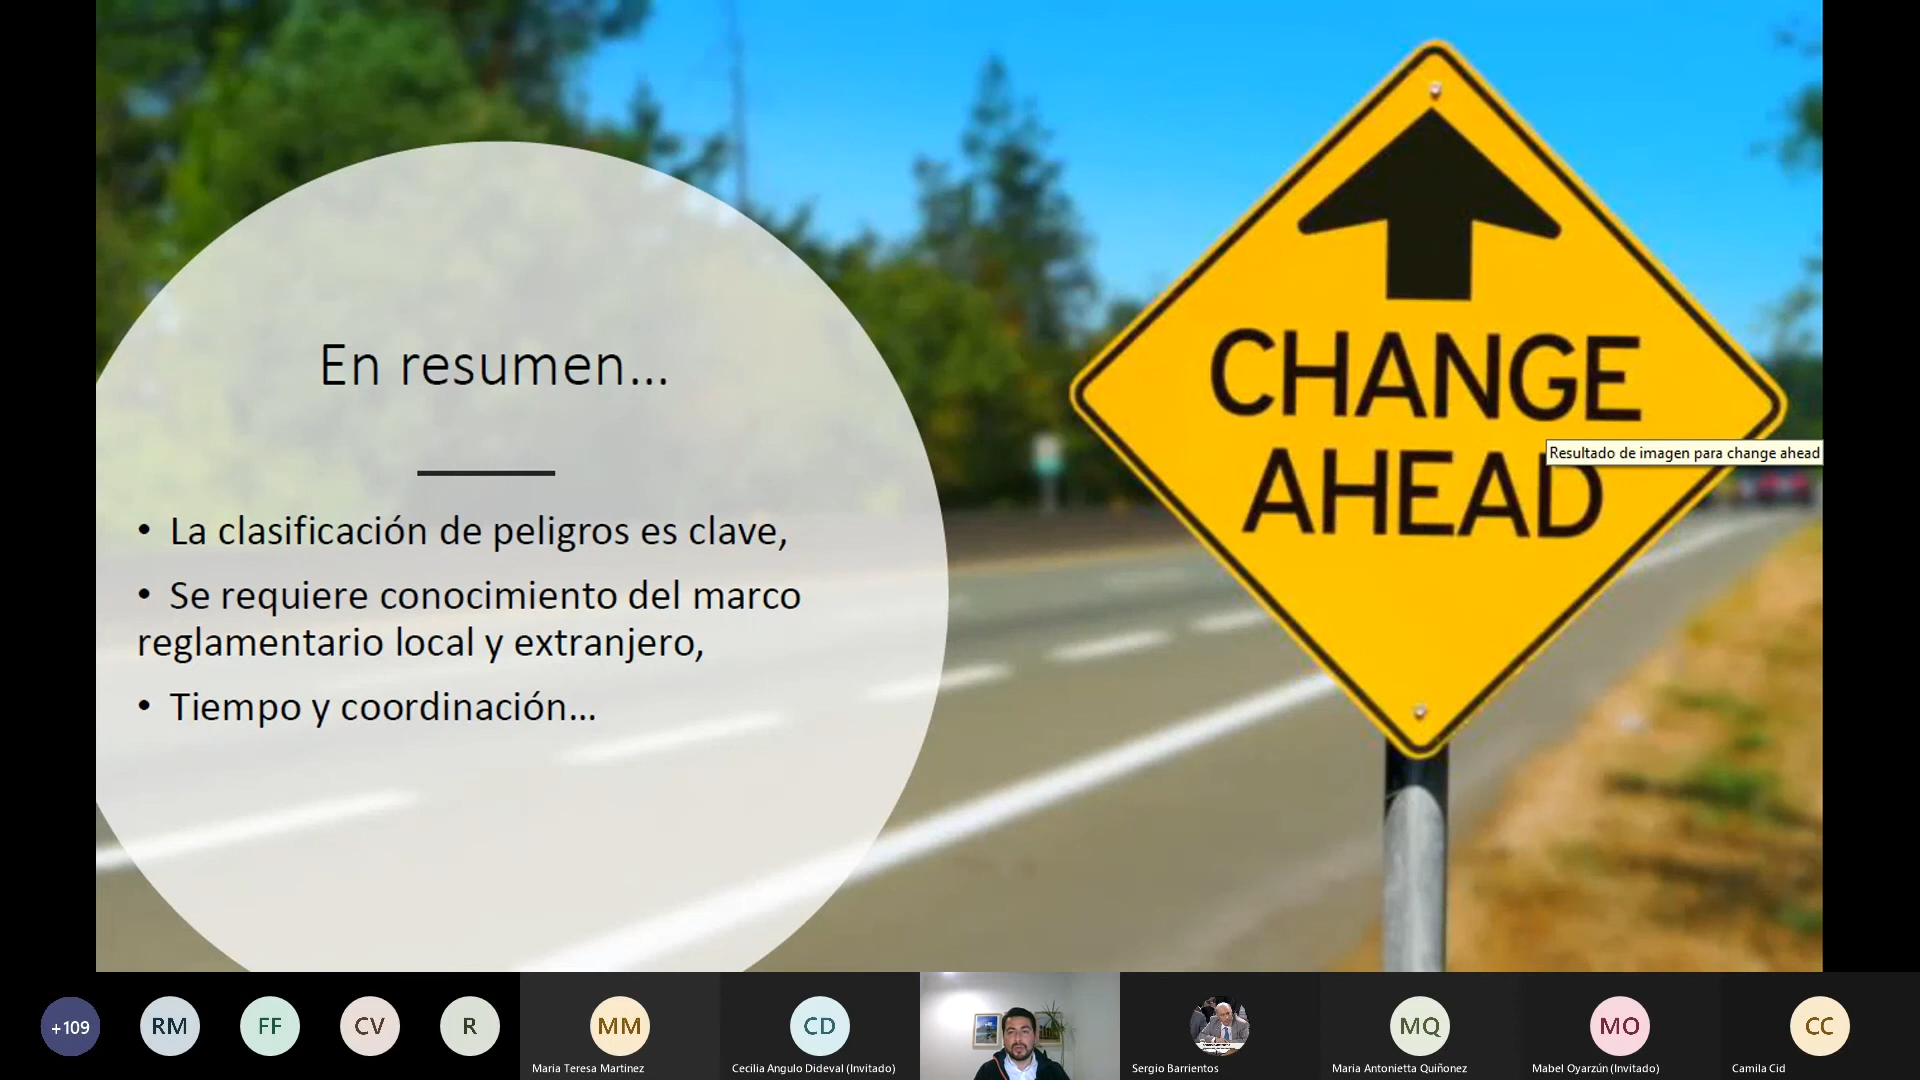 En resumen...
• La clasificación de peligros es clave,
• Se requiere conocimiento del marco
reglamentario local y extranjero,
• Tiempo y coordinación...
CHANGE
AHEAD
Resultado de imagen para change ahead
+109
RM
FF
CV
R
MM
Maria Teresa Martinez
CD
Cecilia Angulo Dideval (Invitado)
Sergio Barrientos
MQ
Maria Antonietta Quiñonez
MO
Mabel Oyarzún (Invitado)
CC
Camila Cid